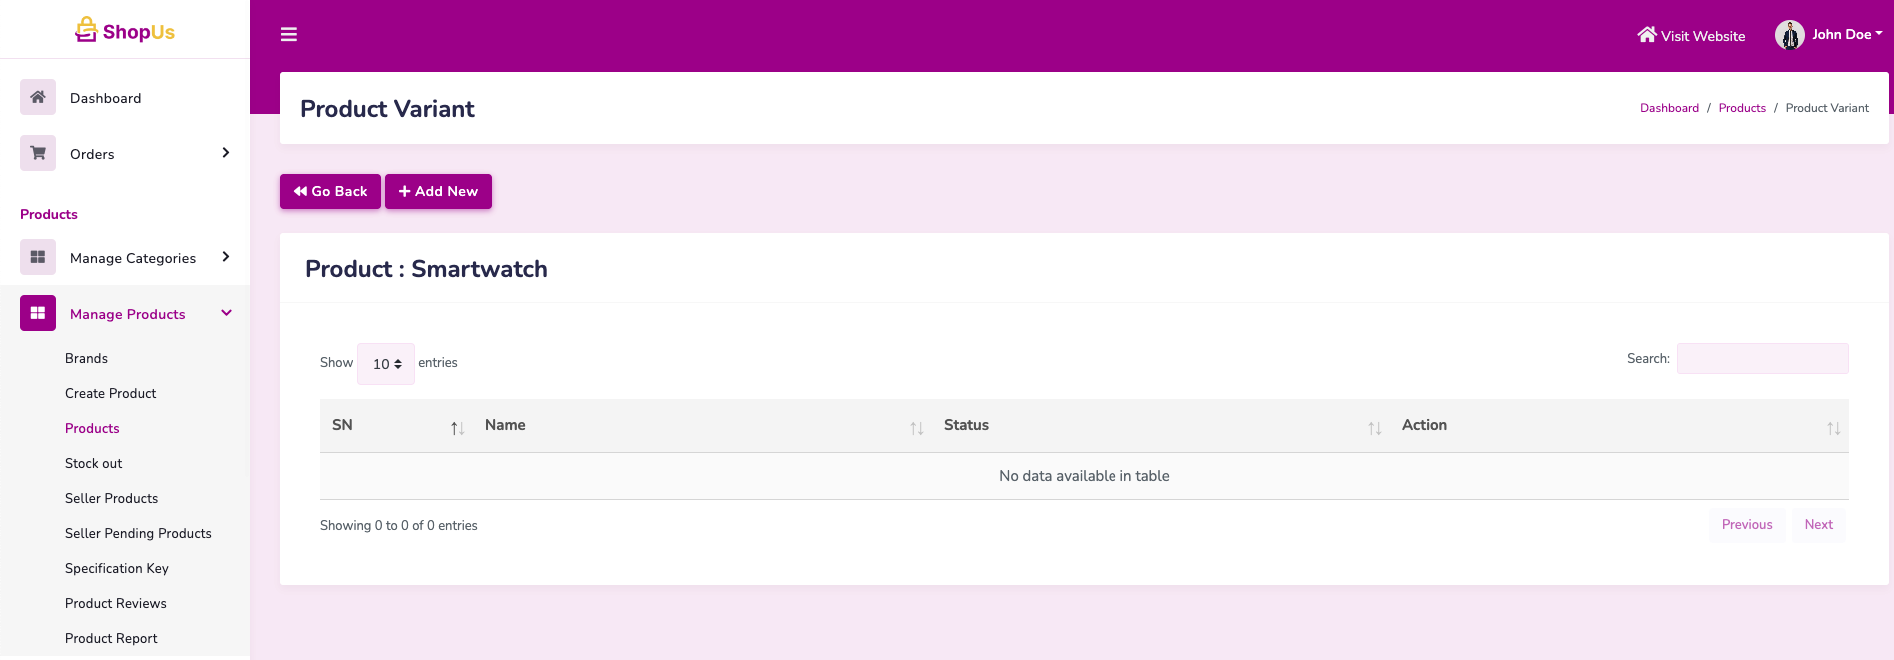 ShopUs
Visit Website
John Doe
Dashboard
Orders
Products
Manage Categories
Manage Products
Brands
Create Product
Products
Stock out
Seller Products
Seller Pending Products
Specification Key
Product Reviews
Product Report
Product Variant
Dashboard / Products / Product Variant
Go Back
Add New
Product : Smartwatch
Show 10 entries
Search:
SN Name Status Action
No data available in table
Showing 0 to 0 of 0 entries
Previous Next